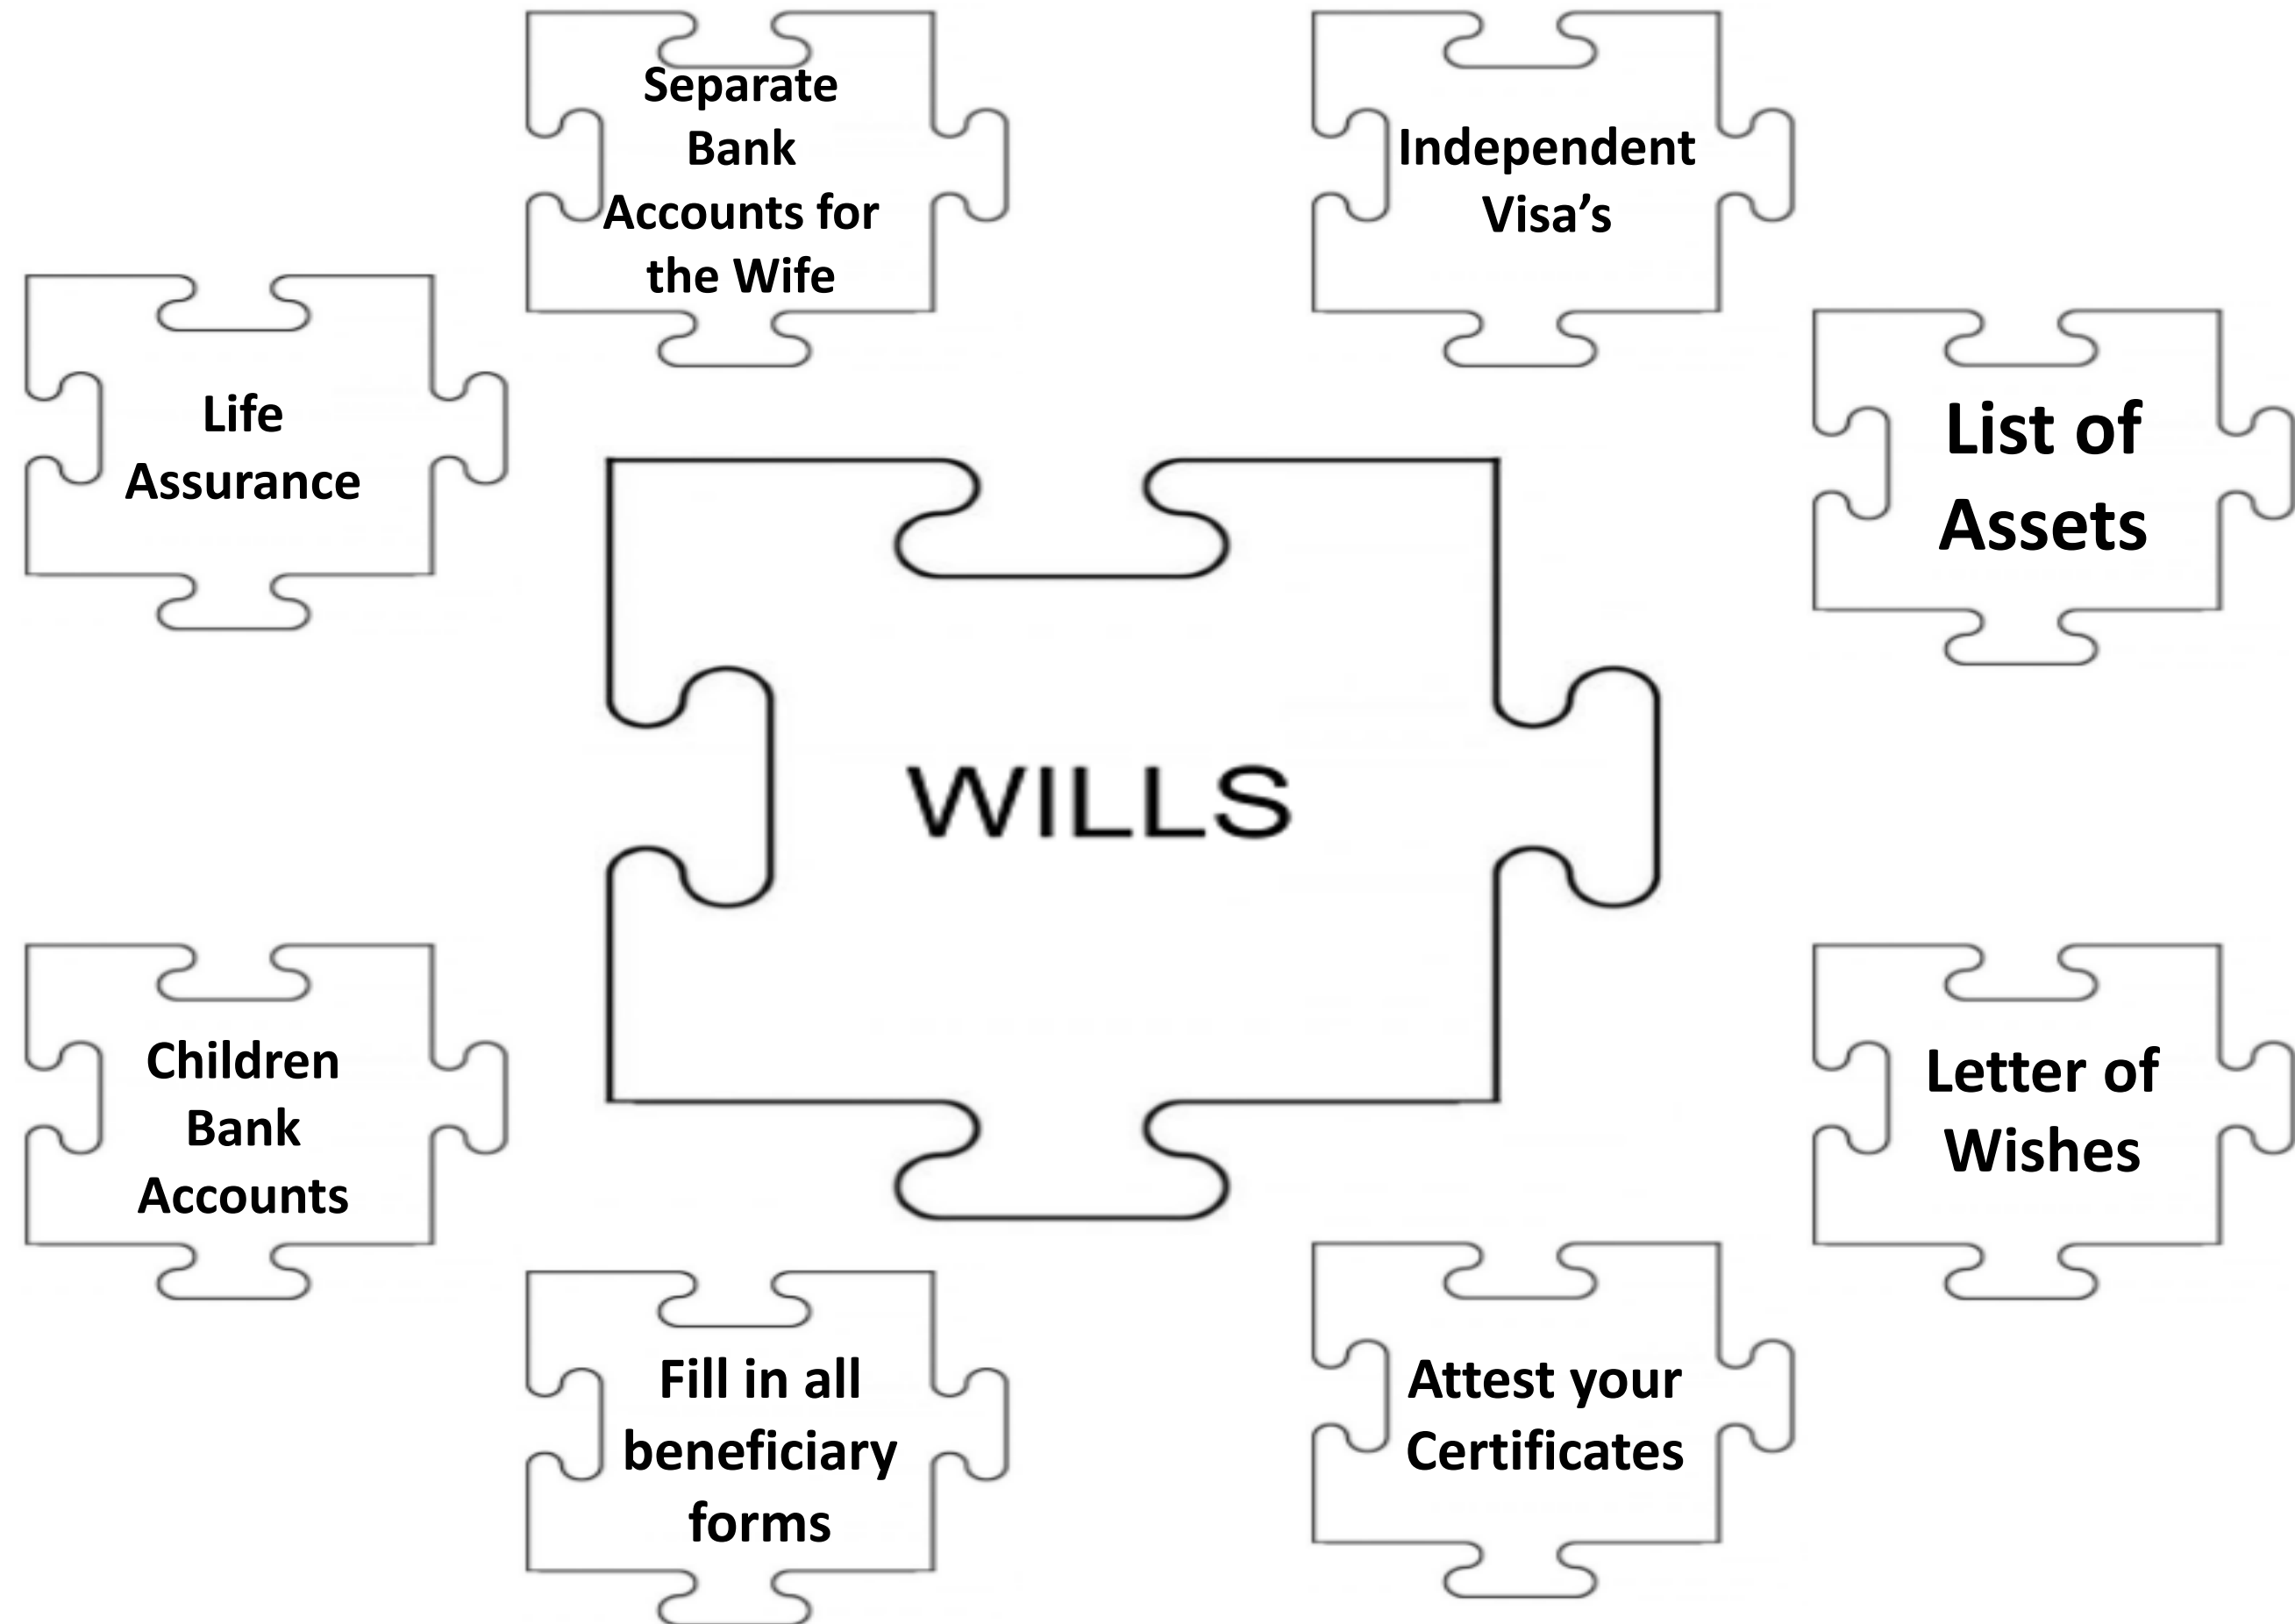 Separate
Bank
Accounts for
the Wife
Independent
Visa’s
Life
Assurance
List of
Assets
WILLS
Children
Bank
Accounts
Letter of
Wishes
Fill in all
beneficiary
forms
Attest your
Certificates